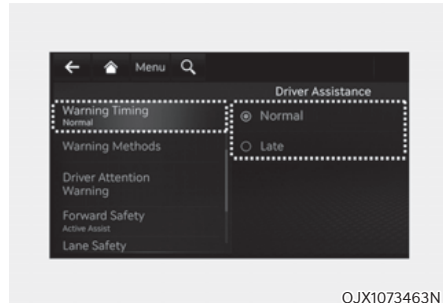 Menu
Driver Assistance
Warning Timing
Normal
Warning Methods
Driver Attention
Warning
Forward Safety
Active Assist
Lane Safety
Normal
Late
OJX1073463N